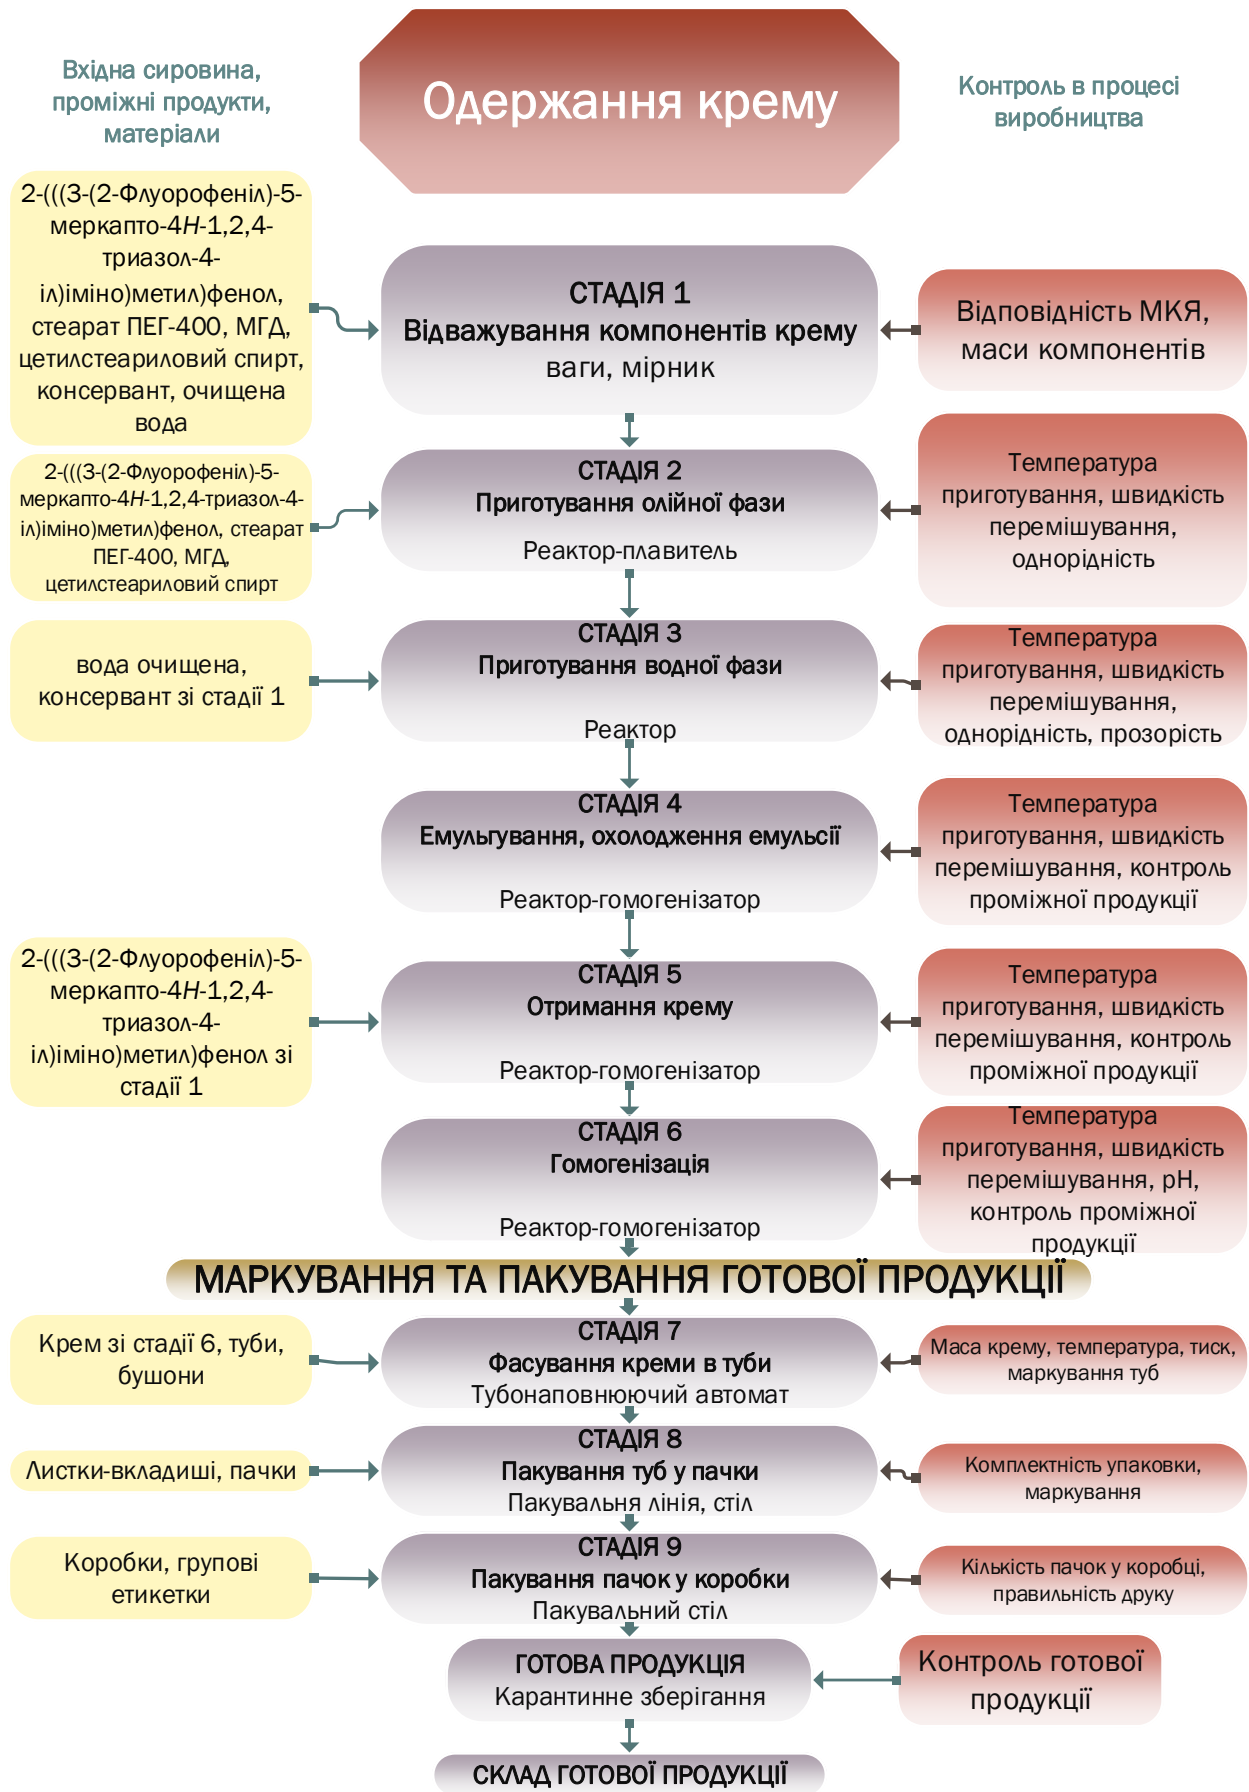 Вхідна сировина,
проміжні продукти,
матеріали
Одержання крему
Контроль в процесі
виробництва
2-(((3-(2-Флуорофеніл)-5-
меркапто-4Н-1,2,4-
триазол-4-
іл)іміно)метил)фенол,
стеарат ПЕГ-400, МГД,
цетилстеариловий спирт,
консервант, очищена
вода
СТАДІЯ 1
Відважування компонентів крему
ваги, мірник
Відповідність МКЯ,
маси компонентів
2-(((3-(2-Флуорофеніл)-5-
меркапто-4Н-1,2,4-триазол-4-
іл)іміно)метил)фенол, стеарат
ПЕГ-400, МГД,
цетилстеариловий спирт
СТАДІЯ 2
Приготування олійної фази
Реактор-плавитель
Температура
приготування, швидкість
перемішування,
однорідність
вода очищена,
консервант зі стадії 1
СТАДІЯ 3
Приготування водної фази
Реактор
Температура
приготування, швидкість
перемішування,
однорідність, прозорість
СТАДІЯ 4
Емульгування, охолодження емульсії
Реактор-гомогенізатор
Температура
приготування, швидкість
перемішування, контроль
проміжної продукції
2-(((3-(2-Флуорофеніл)-5-
меркапто-4Н-1,2,4-
триазол-4-
іл)іміно)метил)фенол зі
стадії 1
СТАДІЯ 5
Отримання крему
Реактор-гомогенізатор
Температура
приготування, швидкість
перемішування, контроль
проміжної продукції
СТАДІЯ 6
Гомогенізація
Реактор-гомогенізатор
Температура
приготування, швидкість
перемішування, рН,
контроль проміжної
продукції
МАРКУВАННЯ ТА ПАКУВАННЯ ГОТОВОЇ ПРОДУКЦІЇ
Крем зі стадії 6, туби,
бушони
СТАДІЯ 7
Фасування креми в туби
Тубонаповнюючий автомат
Маса крему, температура, тиск,
маркування туб
Листки-вкладиші, пачки
СТАДІЯ 8
Пакування туб у пачки
Пакувальня лінія, стіл
Комплектність упаковки,
маркування
Коробки, групові
етикетки
СТАДІЯ 9
Пакування пачок у коробки
Пакувальний стіл
Кількість пачок у коробці,
правильність друку
ГОТОВА ПРОДУКЦІЯ
Карантинне зберігання
Контроль готової
продукції
СКЛАД ГОТОВОЇ ПРОДУКЦІЇ